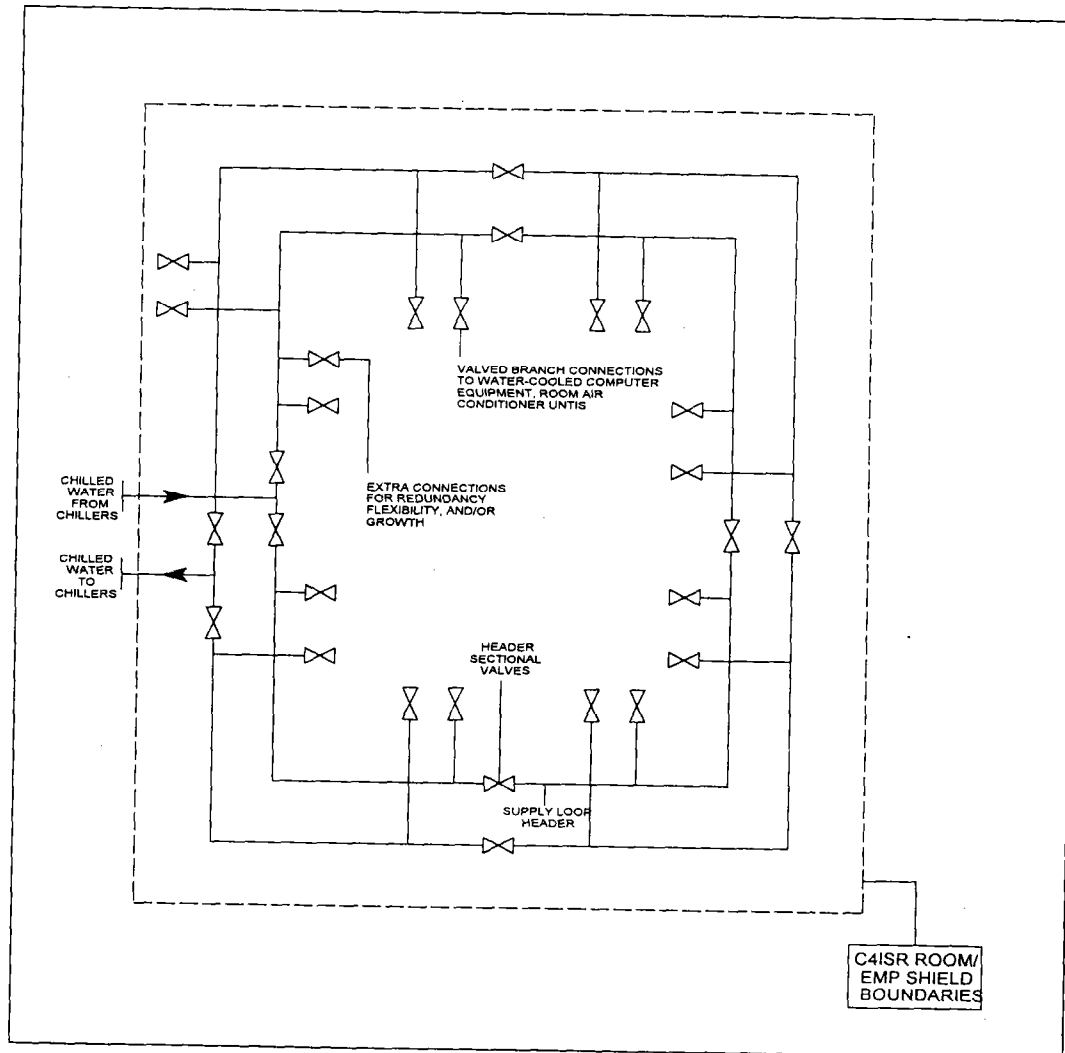 VALVED BRANCH CONNECTIONS
TO WATER-COOLED COMPUTER
EQUIPMENT, ROOM AIR
CONDITIONER UNTIS
EXTRA CONNECTIONS
FOR REDUNDANCY
FLEXIBILITY, AND/OR
GROWTH
CHILLED
WATER
FROM
CHILLERS
CHILLED
WATER
TO
CHILLERS
HEADER
SECTIONAL
VALVES
SUPPLY LOOP
HEADER
C4ISR ROOM/
EMP SHIELD
BOUNDARIES